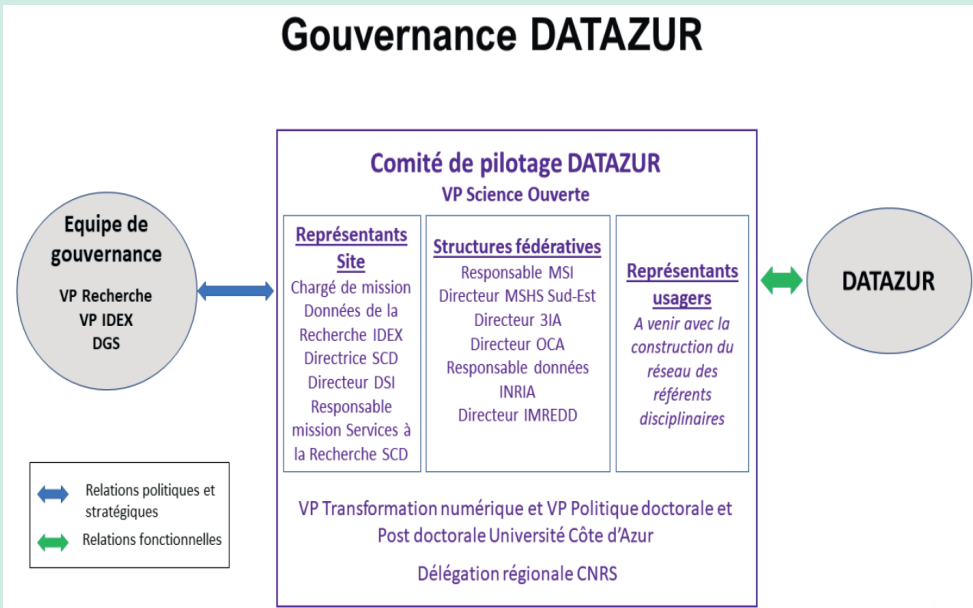 Gouvernance DATAZUR
Equipe de
gouvernance
VP Recherche
VP IDEX
DGS
Comité de pilotage DATAZUR
VP Science Ouverte
Représentants
Site
Chargé de mission
Données de la
Recherche IDEX
Directrice SCD
Directeur DSI
Responsable
mission Services à
la Recherche SCD
Structures fédératives
Responsable MSI
Directeur MSHS Sud-Est
Directeur 3IA
Directeur OCA
Responsable données
INRIA
Directeur IMREDD
Représentants
usagers
A venir avec la
construction du
réseau des
référents
disciplinaires
VP Transformation numérique et VP Politique doctorale et
Post doctorale Université Côte d'Azur
Délégation régionale CNRS
DATAZUR
Relations politiques et
stratégiques
Relations fonctionnelles